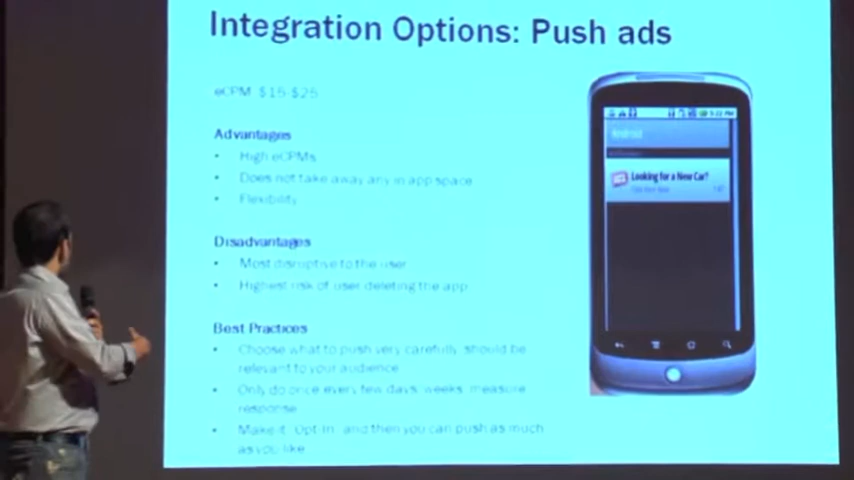 Integration Options: Push ads
eCPM $15-$25
Advantages
• High eCPMs
• Does not take away any in app space
• Flexibility
Disadvantages
• Most disruptive to the user
• Highest risk of user deleting the app
Best Practices
• Choose what to push very carefully, should be
relevant to your audience
• Only do once every few days/weeks, measure
response
• Make it "Opt-In" and then you can push as much
as you like
Android
Looking for a New Car?